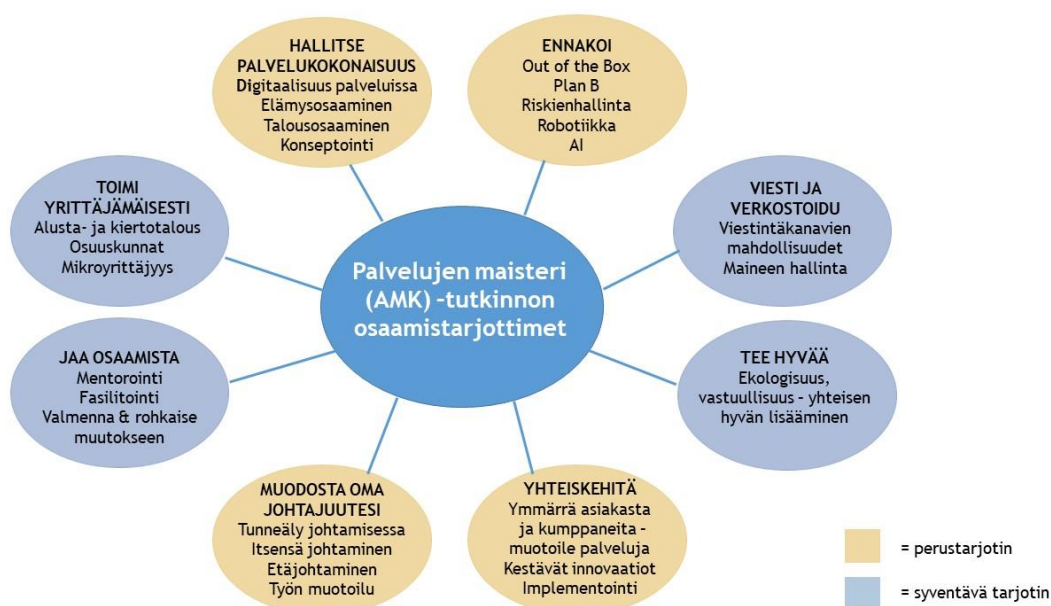 HALLITSE
PALVELUKOKONAISUUS
Digitaalisuus palveluissa
Elämysosaaminen
Talousosaaminen
Konseptointi
ENNAKOI
Out of the Box
Plan B
Riskienhallinta
Robotiikka
AI
TOIMI
YRITTÄJÄMÄISESTI
Alusta- ja kiertotalous
Osuuskunnat
Mikroyrittäjyys
VIESTI JA
VERKOSTOIDU
Viestintäkanavien
mahdollisuudet
Maineen hallinta
Palvelujen maisteri
(AMK) -tutkinnon
osaamistarjottimet
JAA OSAAMISTA
Mentorointi
Fasilitointi
Valmenna & rohkaise
muutokseen
TEE HYVÄÄ
Ekologisuus,
vastuullisuus - yhteisen
hyvän lisääminen
MUODOSTA OMA
JOHTAJUUTESI
Tunneäly johtamisessa
Itsensä johtaminen
Etäjohtaminen
Työn muotoilu
YHTEISKEHITÄ
Ymmärrä asiakasta
ja kumppaneita -
muotoile palveluja
Kestävät innovaatiot
Implementointi
= perustarjotin
= syventävä tarjotin